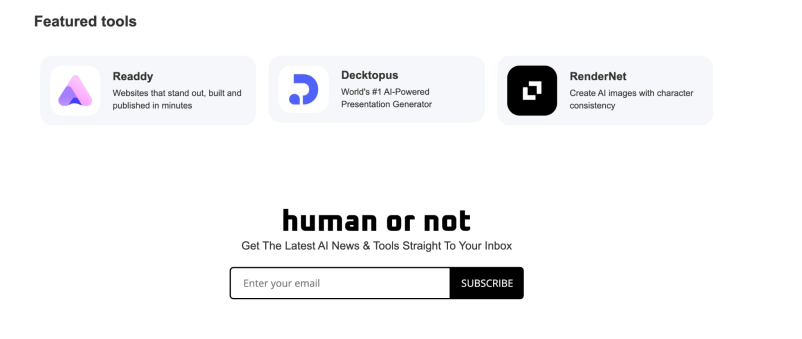 Featured tools
Readdy
Websites that stand out, built and
published in minutes
Decktopus
World's #1 AI-Powered
Presentation Generator
RenderNet
Create AI images with character
consistency
human or not
Get The Latest AI News & Tools Straight To Your Inbox
Enter your email
SUBSCRIBE